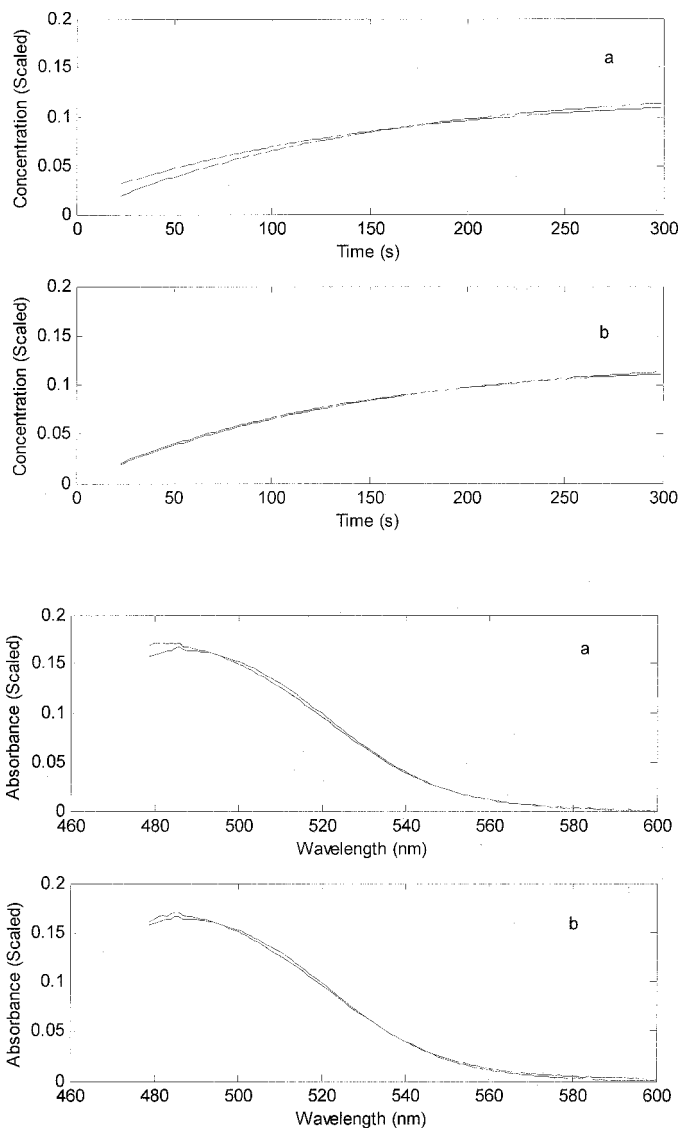 0.2
a
0.15
0.1
0.05
0
0 50 100 150 200 250 300
Concentration (Scaled)
Time (s)
0.2
b
0.15
0.1
0.05
0
0 50 100 150 200 250 300
Concentration (Scaled)
Time (s)
0.2
a
0.15
0.1
0.05
0
460 480 500 520 540 560 580 600
Absorbance (Scaled)
Wavelength (nm)
0.2
b
0.15
0.1
0.05
0
460 480 500 520 540 560 580 600
Absorbance (Scaled)
Wavelength (nm)